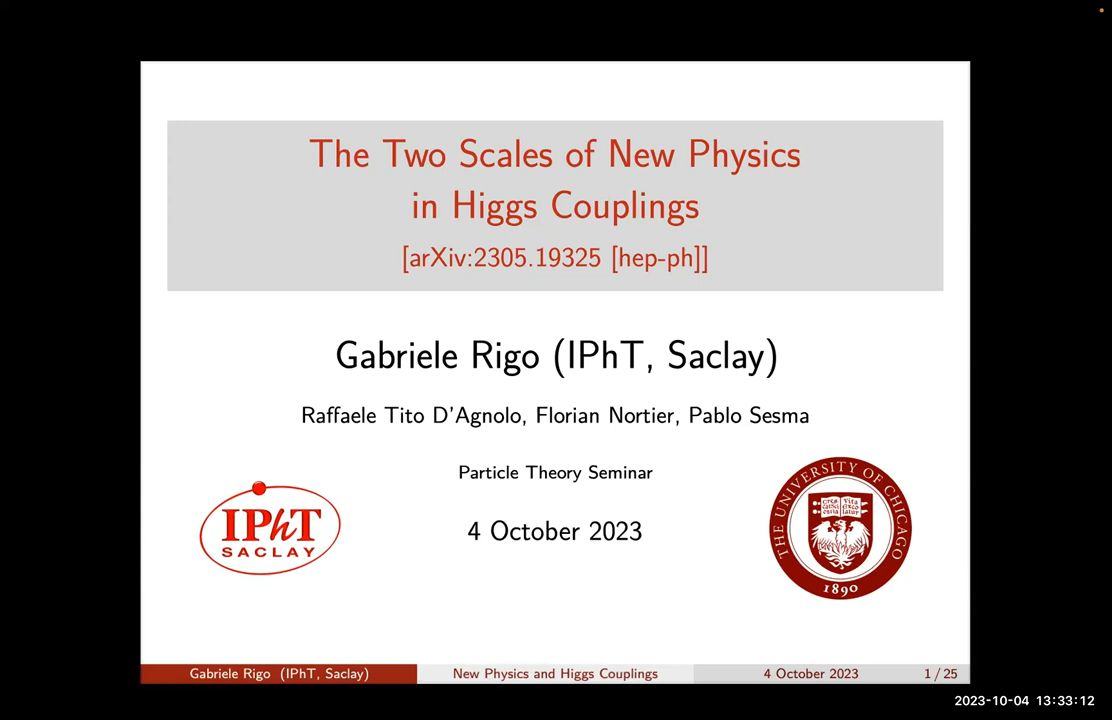 The Two Scales of New Physics
in Higgs Couplings
[arXiv:2305.19325 [hep-ph]]
Gabriele Rigo (IPhT, Saclay)
Raffaele Tito D'Agnolo, Florian Nortier, Pablo Sesma
Particle Theory Seminar
4 October 2023
IPhT
SACLAY
THE UNIVERSITY OF CHICAGO
1890
Gabriele Rigo (IPhT, Saclay)
New Physics and Higgs Couplings
4 October 2023
1 / 25
2023-10-04 13:33:12